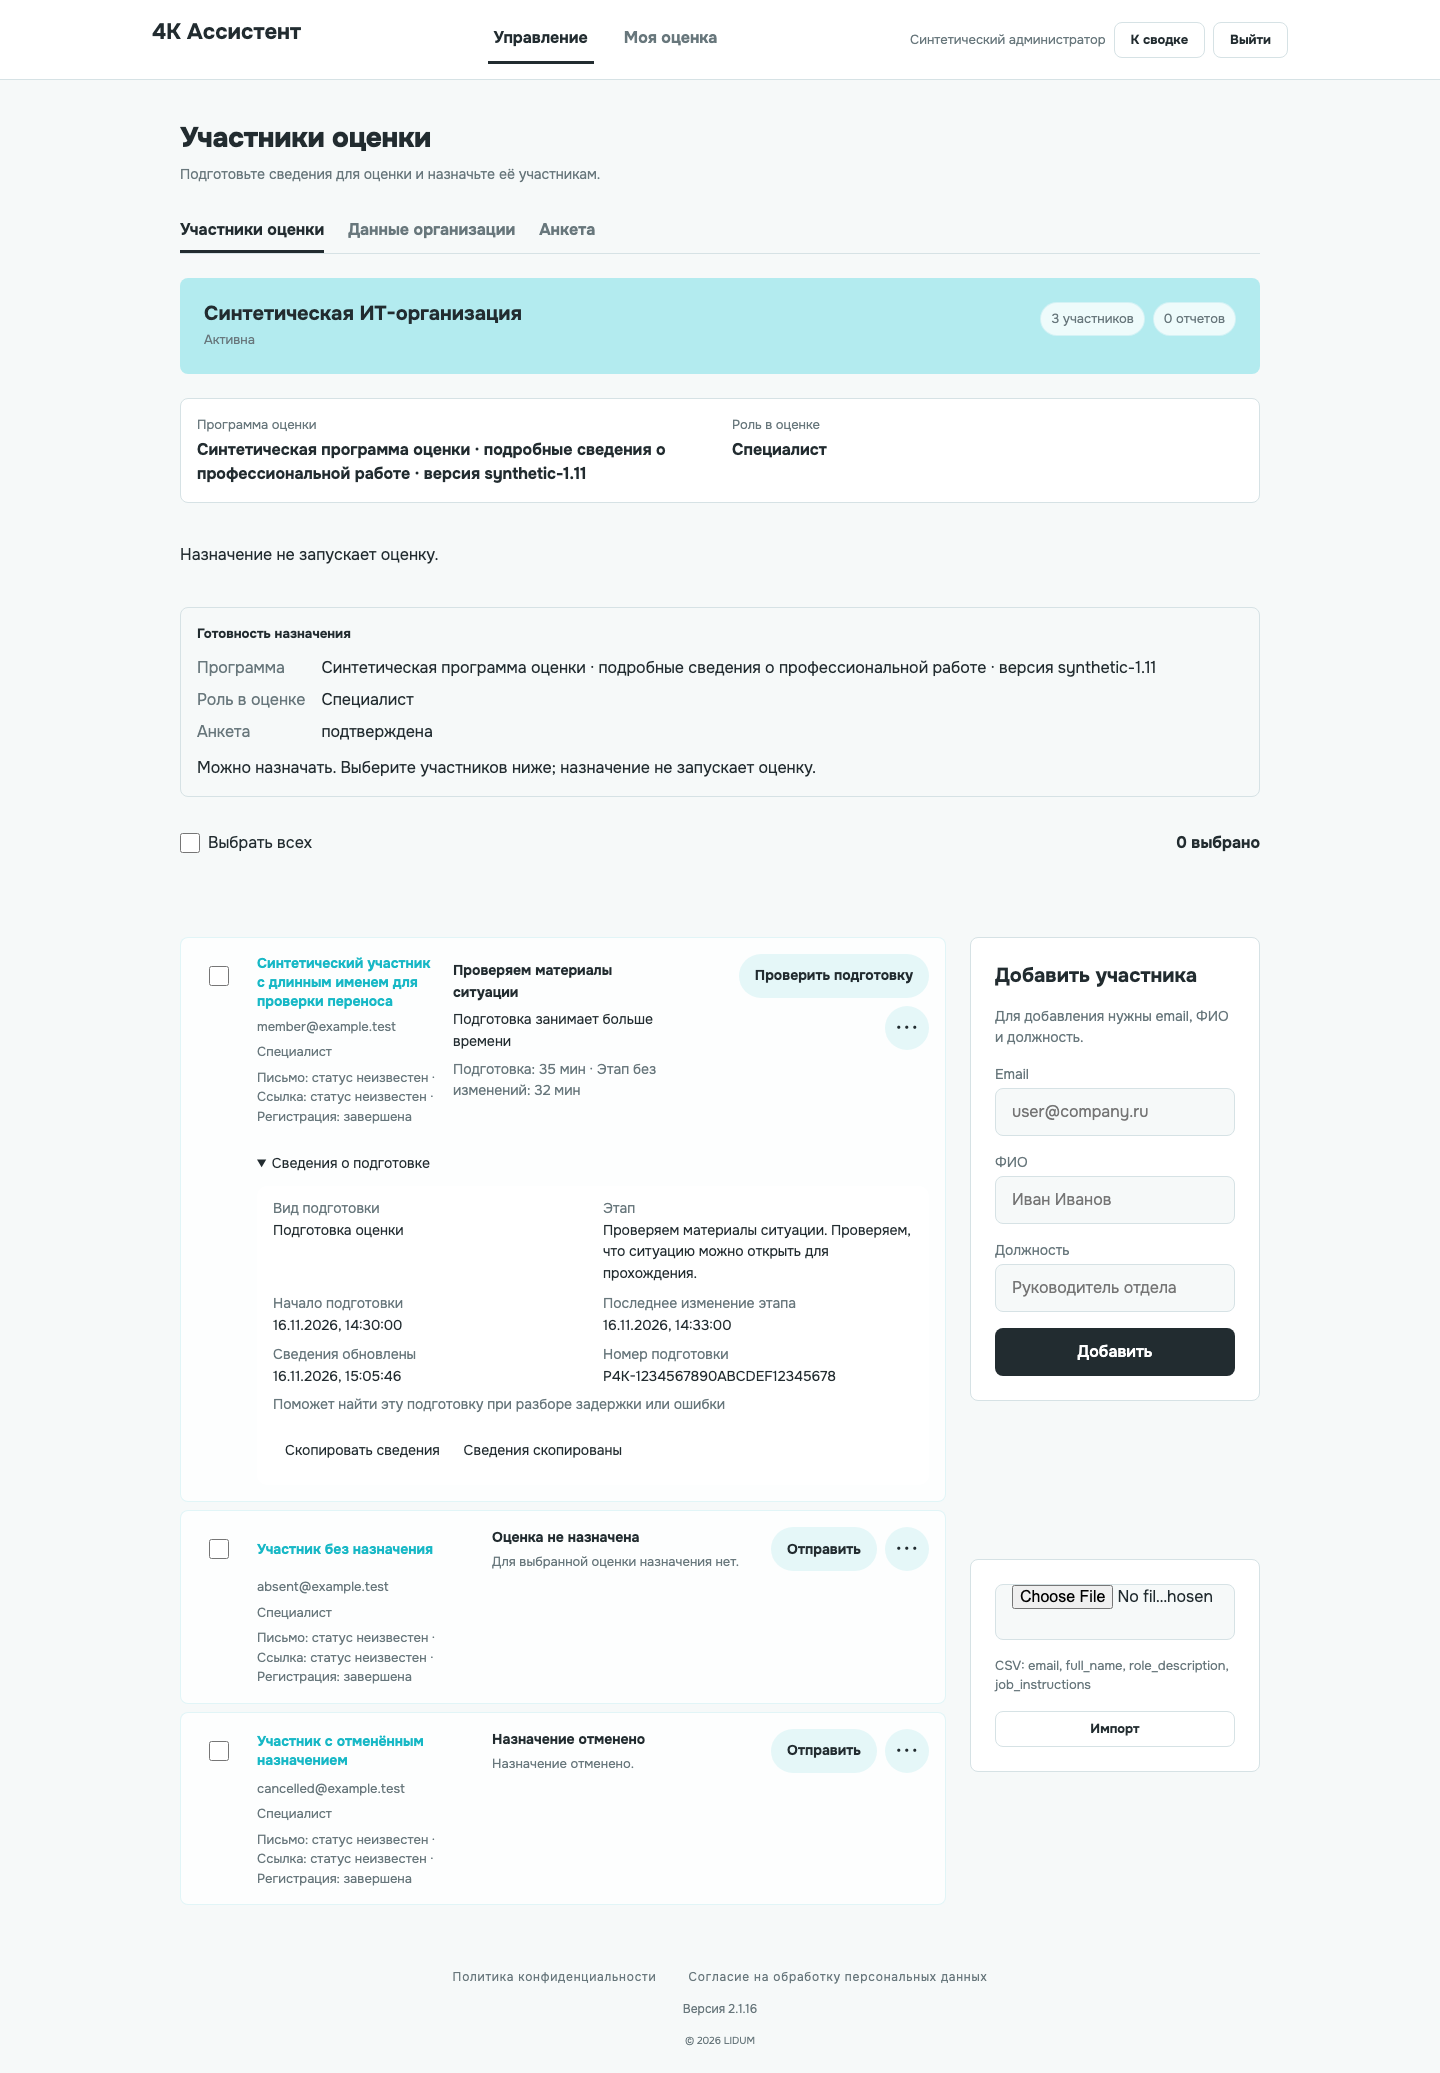 4К Ассистент
Управление
Моя оценка
Синтетический администратор
К сводке
Выйти
Участники оценки
Подготовьте сведения для оценки и назначьте её участникам.
Участники оценки
Данные организации
Анкета
Синтетическая ИТ-организация
Активна
3 участников
0 отчетов
Программа оценки
Синтетическая программа оценки · подробные сведения о
профессиональной работе · версия synthetic-1.11
Роль в оценке
Специалист
Назначение не запускает оценку.
Готовность назначения
Программа
Синтетическая программа оценки · подробные сведения о профессиональной работе · версия synthetic-1.11
Роль в оценке
Специалист
Анкета
подтверждена
Можно назначать. Выберите участников ниже; назначение не запускает оценку.
Выбрать всех
0 выбрано
Синтетический участник
с длинным именем для
проверки переноса
member@example.test
Специалист
Письмо: статус неизвестен ·
Ссылка: статус неизвестен ·
Регистрация: завершена
Проверяем материалы
ситуации
Подготовка занимает больше
времени
Подготовка: 35 мин · Этап без
изменений: 32 мин
Проверить подготовку
...
▼ Сведения о подготовке
Вид подготовки
Подготовка оценки
Этап
Проверяем материалы ситуации. Проверяем,
что ситуацию можно открыть для
прохождения.
Начало подготовки
16.11.2026, 14:30:00
Последнее изменение этапа
16.11.2026, 14:33:00
Сведения обновлены
16.11.2026, 15:05:46
Номер подготовки
P4K-1234567890ABCDEF12345678
Поможет найти эту подготовку при разборе задержки или ошибки
Скопировать сведения
Сведения скопированы
Участник без назначения
absent@example.test
Специалист
Письмо: статус неизвестен ·
Ссылка: статус неизвестен ·
Регистрация: завершена
Оценка не назначена
Для выбранной оценки назначения нет.
Отправить
...
Участник с отменённым
назначением
cancelled@example.test
Специалист
Письмо: статус неизвестен ·
Ссылка: статус неизвестен ·
Регистрация: завершена
Назначение отменено
Назначение отменено.
Отправить
...
Добавить участника
Для добавления нужны email, ФИО
и должность.
Email
user@company.ru
ФИО
Иван Иванов
Должность
Руководитель отдела
Добавить
Choose File No fil...hosen
CSV: email, full_name, role_description,
job_instructions
Импорт
Политика конфиденциальности
Согласие на обработку персональных данных
Версия 2.1.16
© 2026 LIDUM